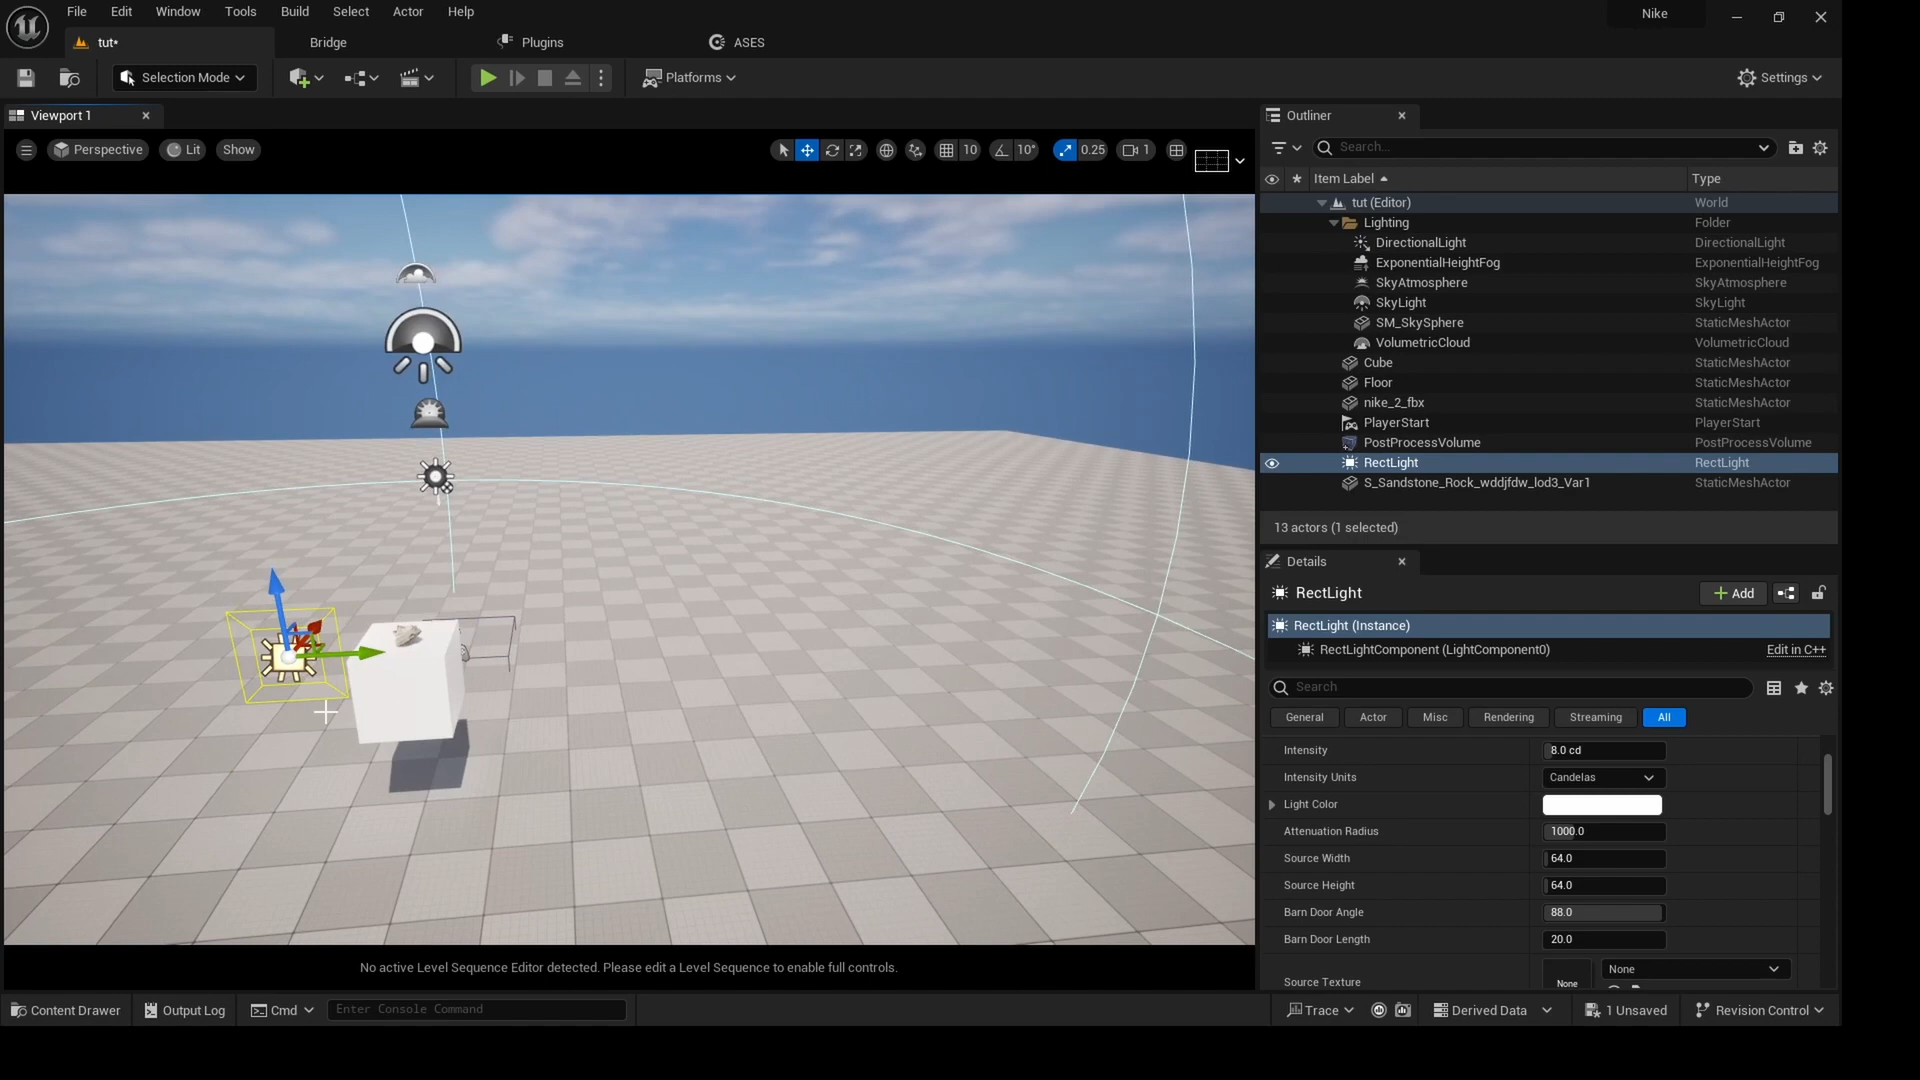 File Edit Window Tools Build Select Actor Help
Nike
tut*
Bridge
Plugins
ASES
Selection Mode
Platforms
Settings
Viewport 1
Perspective
Lit
Show
10
10°
0.25
1
Outliner
Search...
Item Label
Type
tut (Editor) World
Lighting Folder
DirectionalLight DirectionalLight
ExponentialHeightFog ExponentialHeightFog
SkyAtmosphere SkyAtmosphere
SkyLight SkyLight
SM_SkySphere StaticMeshActor
VolumetricCloud VolumetricCloud
Cube StaticMeshActor
Floor StaticMeshActor
nike_2_fbx StaticMeshActor
PlayerStart PlayerStart
PostProcessVolume PostProcessVolume
RectLight RectLight
S_Sandstone_Rock_wddjfdw_lod3_Var1 StaticMeshActor
13 actors (1 selected)
Details
RectLight
Add
RectLight (Instance)
RectLightComponent (LightComponent0) Edit in C++
Search
General Actor Misc Rendering Streaming All
Intensity 8.0 cd
Intensity Units Candelas
Light Color
Attenuation Radius 1000.0
Source Width 64.0
Source Height 64.0
Barn Door Angle 88.0
Barn Door Length 20.0
Source Texture None None
No active Level Sequence Editor detected. Please edit a Level Sequence to enable full controls.
Content Drawer
Output Log
Cmd
Enter Console Command
Trace
Derived Data
1 Unsaved
Revision Control